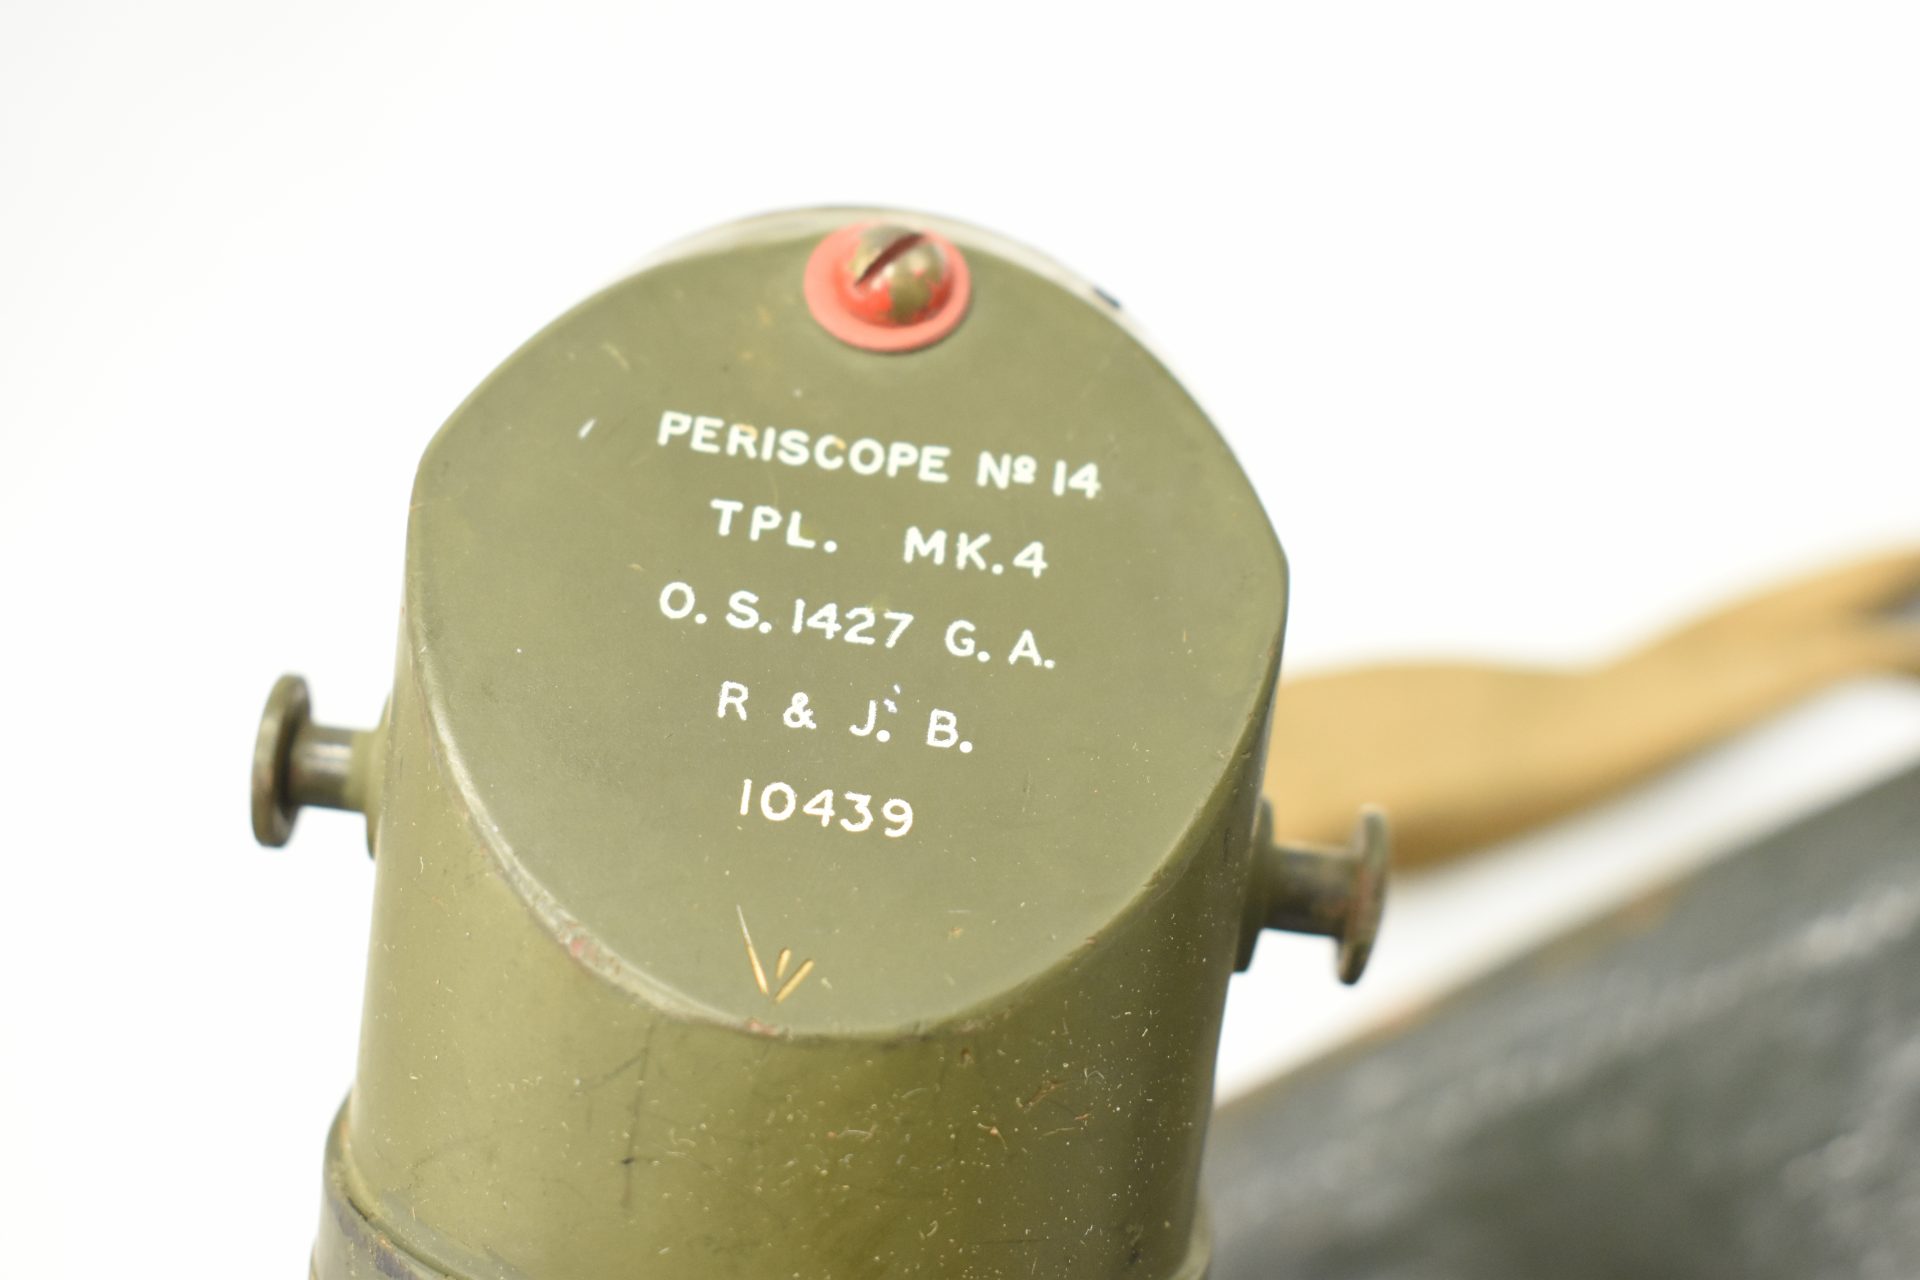 PERISCOPE Nº 14
TPL. MK.4
O. S. 1427 G. A.
R & J. B.
10439